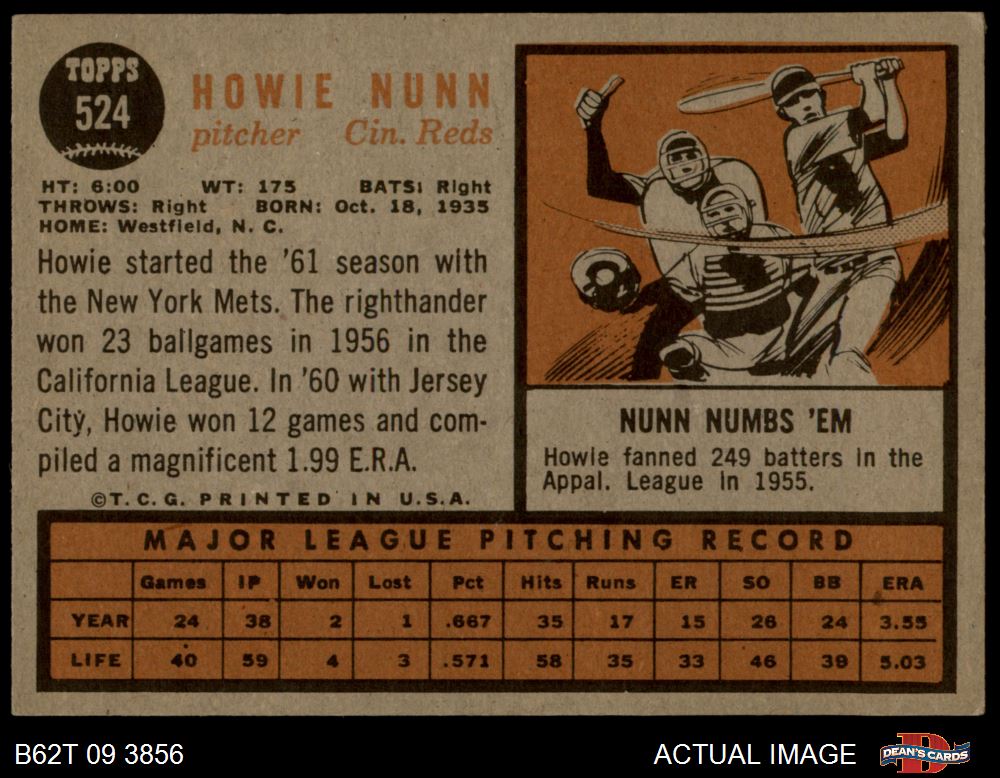 TOPPS
524
HOWIE NUNN
pitcher Cin. Reds
HT: 6:00 WT: 175 BATS: Right
THROWS: Right BORN: Oct. 18, 1935
HOME: Westfield, N. C.
Howie started the '61 season with
the New York Mets. The righthander
won 23 ballgames in 1956 in the
California League. In '60 with Jersey
City, Howie won 12 games and com-
piled a magnificent 1.99 E.R.A.
©T.C.G. PRINTED IN U.S.A.
NUNN NUMBS 'EM
Howie fanned 249 batters in the
Appal. League in 1955.
MAJOR LEAGUE PITCHING RECORD
Games IP Won Lost Pct Hits Runs ER SO BB ERA
YEAR 24 38 2 1 .667 35 17 15 26 24 3.55
LIFE 40 59 4 3 .571 58 35 33 46 39 5.03
B62T 09 3856
ACTUAL IMAGE
DEAN'S CARDS